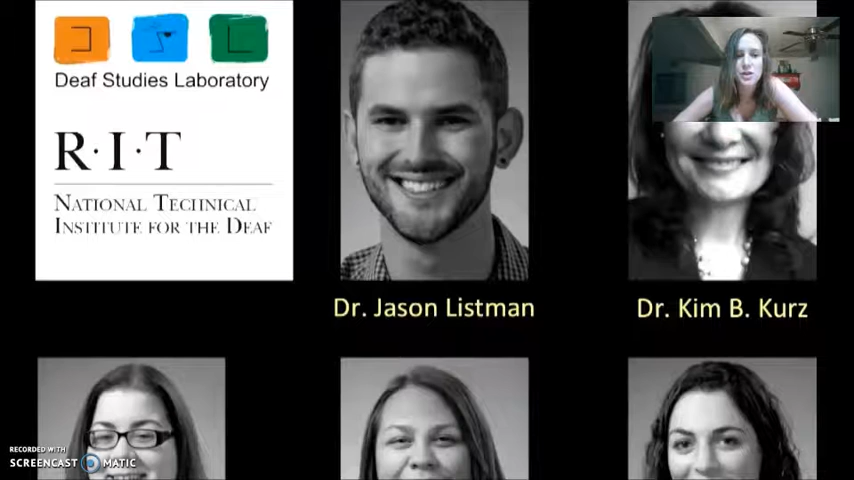 Deaf Studies Laboratory
R·I·T
NATIONAL TECHNICAL
INSTITUTE FOR THE DEAF
Dr. Jason Listman
Dr. Kim B. Kurz
RECORDED WITH
SCREENCAST MATIC